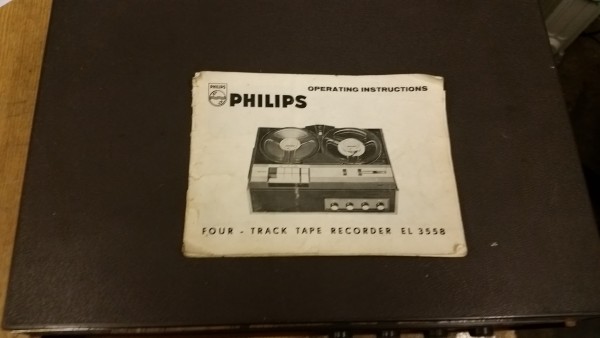 PHILIPS
OPERATING INSTRUCTIONS
PHILIPS
FOUR - TRACK TAPE RECORDER EL 3558